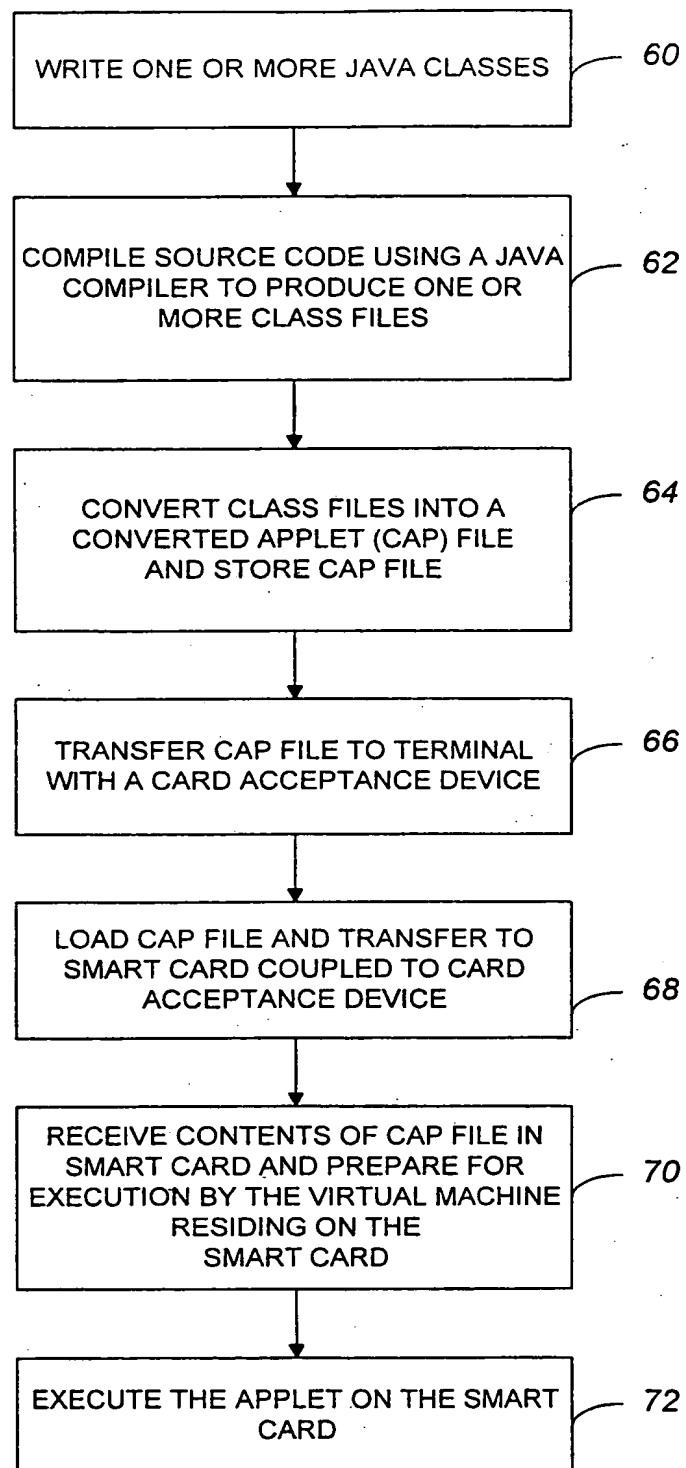 WRITE ONE OR MORE JAVA CLASSES
60
COMPILE SOURCE CODE USING A JAVA
COMPILER TO PRODUCE ONE OR
MORE CLASS FILES
62
CONVERT CLASS FILES INTO A
CONVERTED APPLET (CAP) FILE
AND STORE CAP FILE
64
TRANSFER CAP FILE TO TERMINAL
WITH A CARD ACCEPTANCE DEVICE
66
LOAD CAP FILE AND TRANSFER TO
SMART CARD COUPLED TO CARD
ACCEPTANCE DEVICE
68
RECEIVE CONTENTS OF CAP FILE IN
SMART CARD AND PREPARE FOR
EXECUTION BY THE VIRTUAL MACHINE
RESIDING ON THE
SMART CARD
70
EXECUTE THE APPLET ON THE SMART
CARD
72